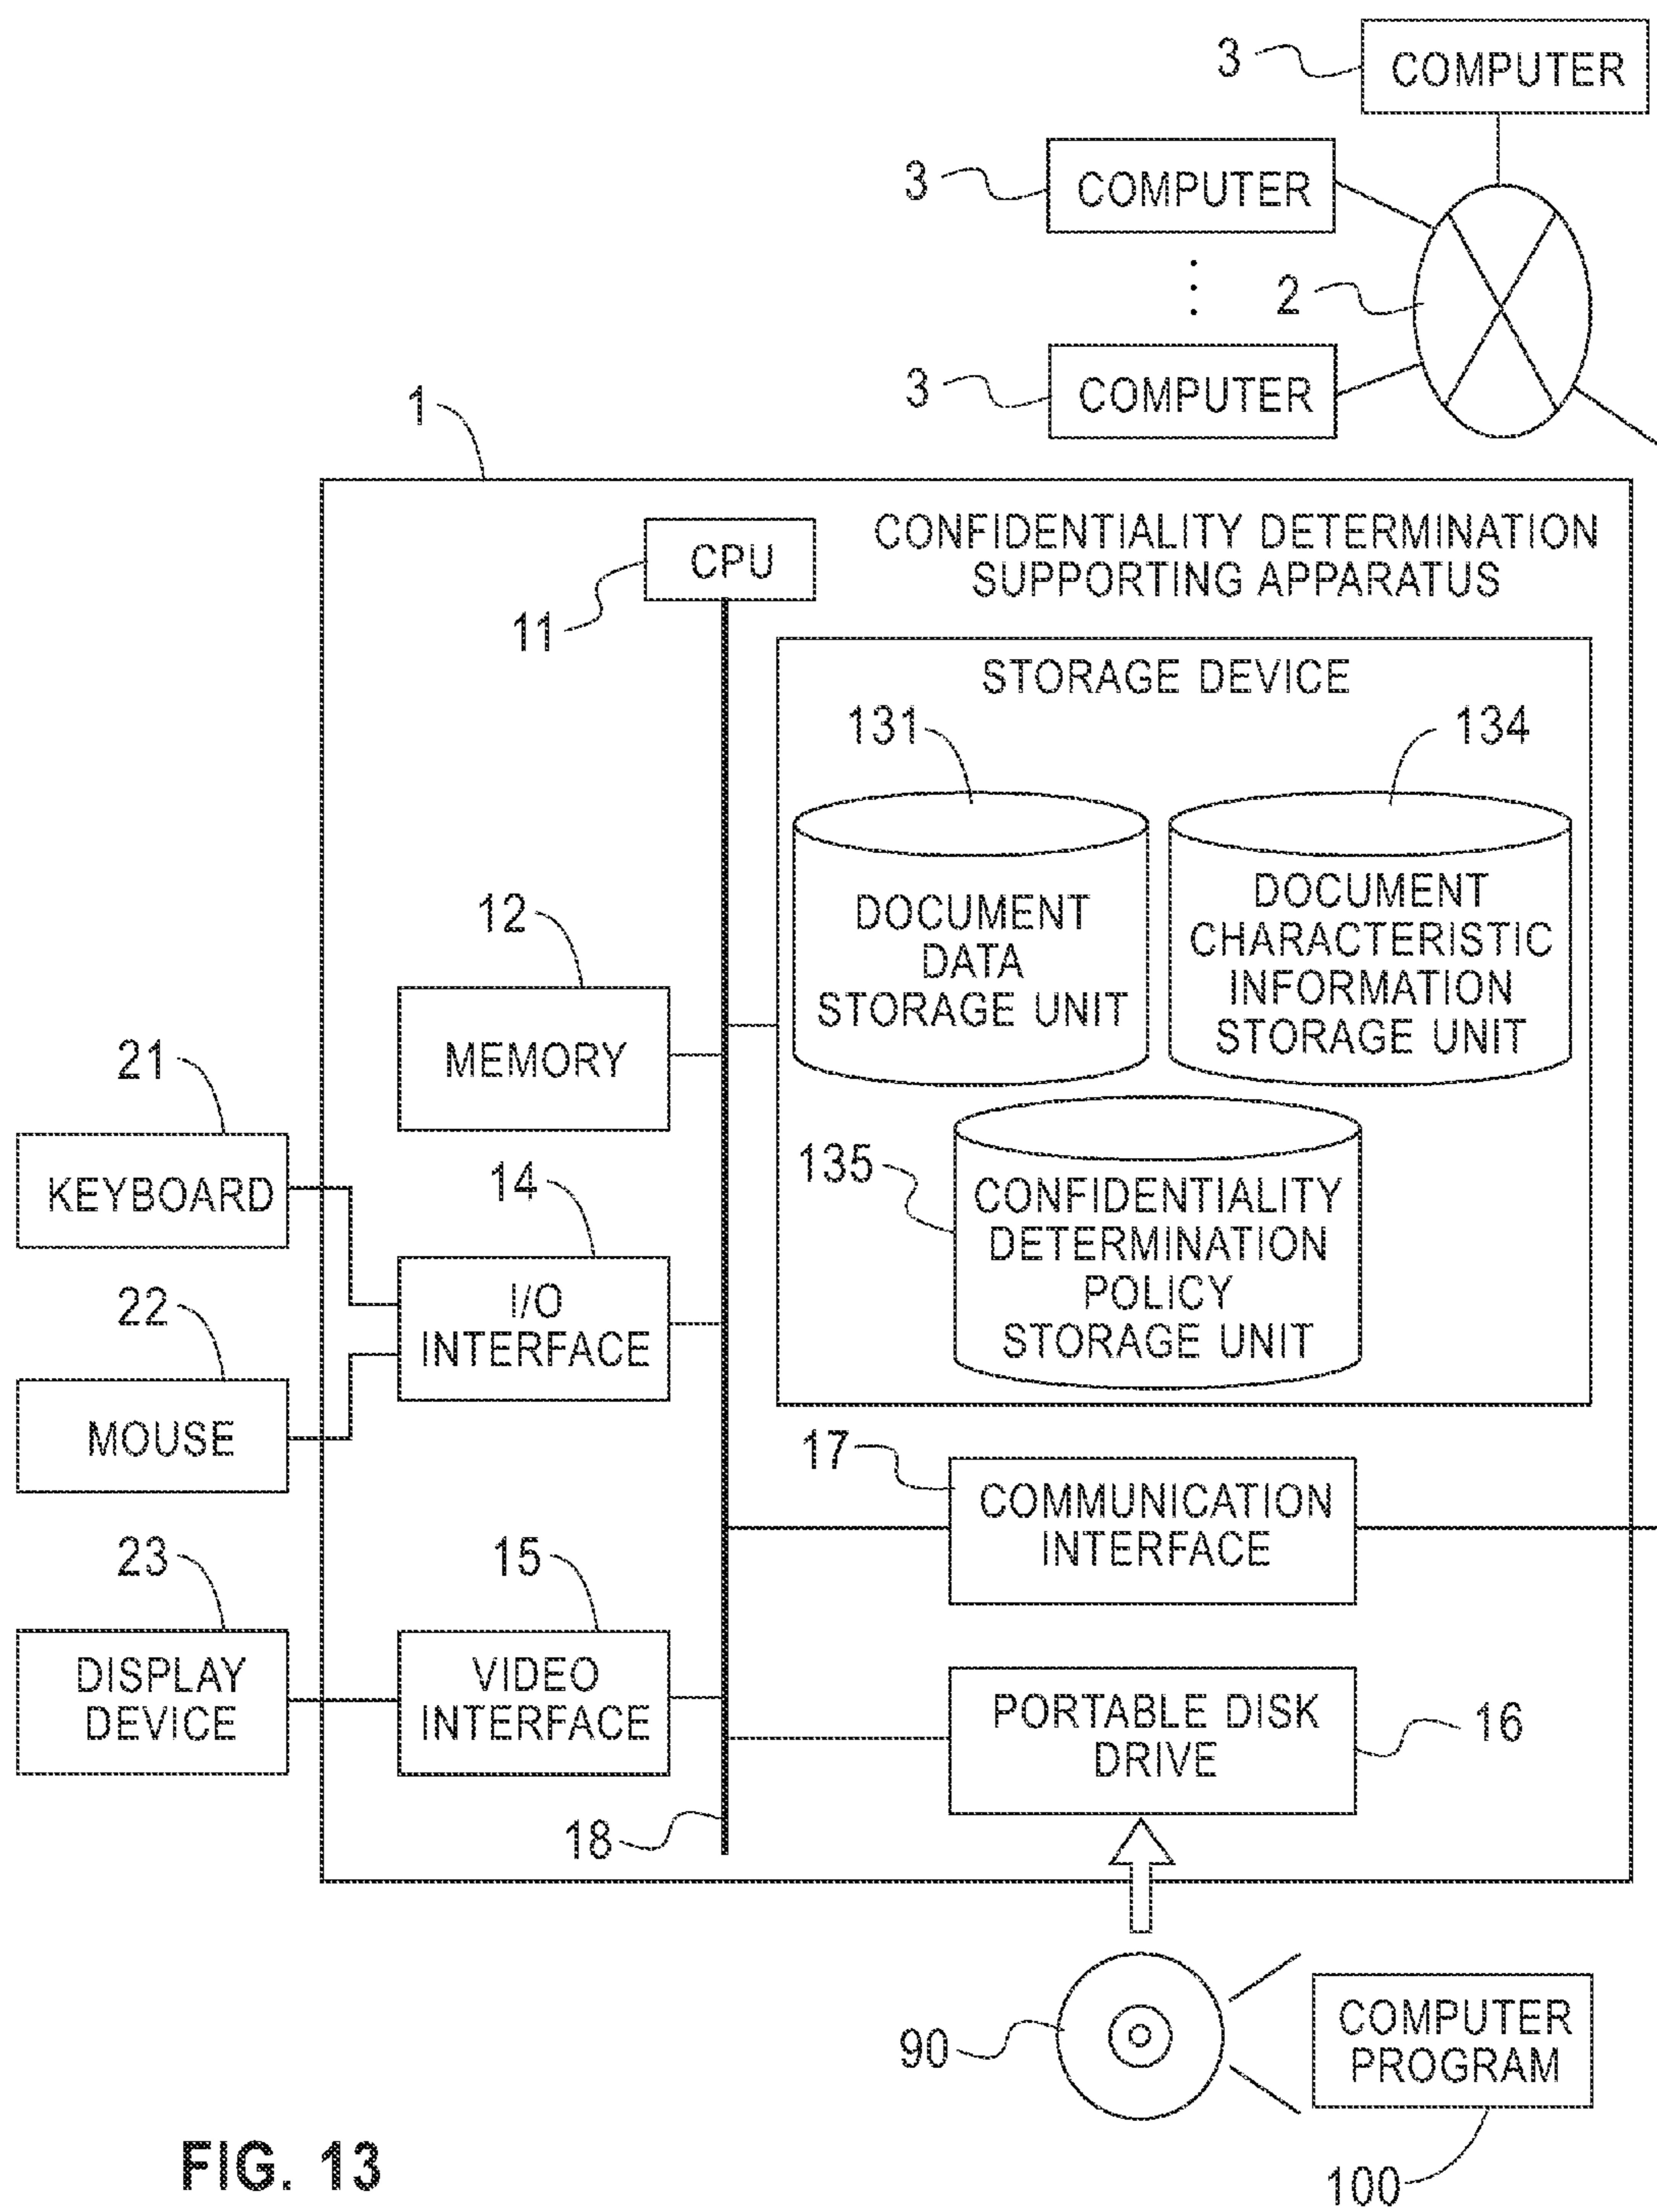 3
COMPUTER
3
COMPUTER
2
3
COMPUTER
1
CPU
11
CONFIDENTIALITY DETERMINATION
SUPPORTING APPARATUS
STORAGE DEVICE
131
134
DOCUMENT
DATA
STORAGE UNIT
DOCUMENT
CHARACTERISTIC
INFORMATION
STORAGE UNIT
12
MEMORY
21
KEYBOARD
135
CONFIDENTIALITY
DETERMINATION
POLICY
STORAGE UNIT
14
I/O
INTERFACE
22
MOUSE
17
COMMUNICATION
INTERFACE
23
DISPLAY
DEVICE
15
VIDEO
INTERFACE
PORTABLE DISK
DRIVE
16
18
90
COMPUTER
PROGRAM
100
FIG. 13